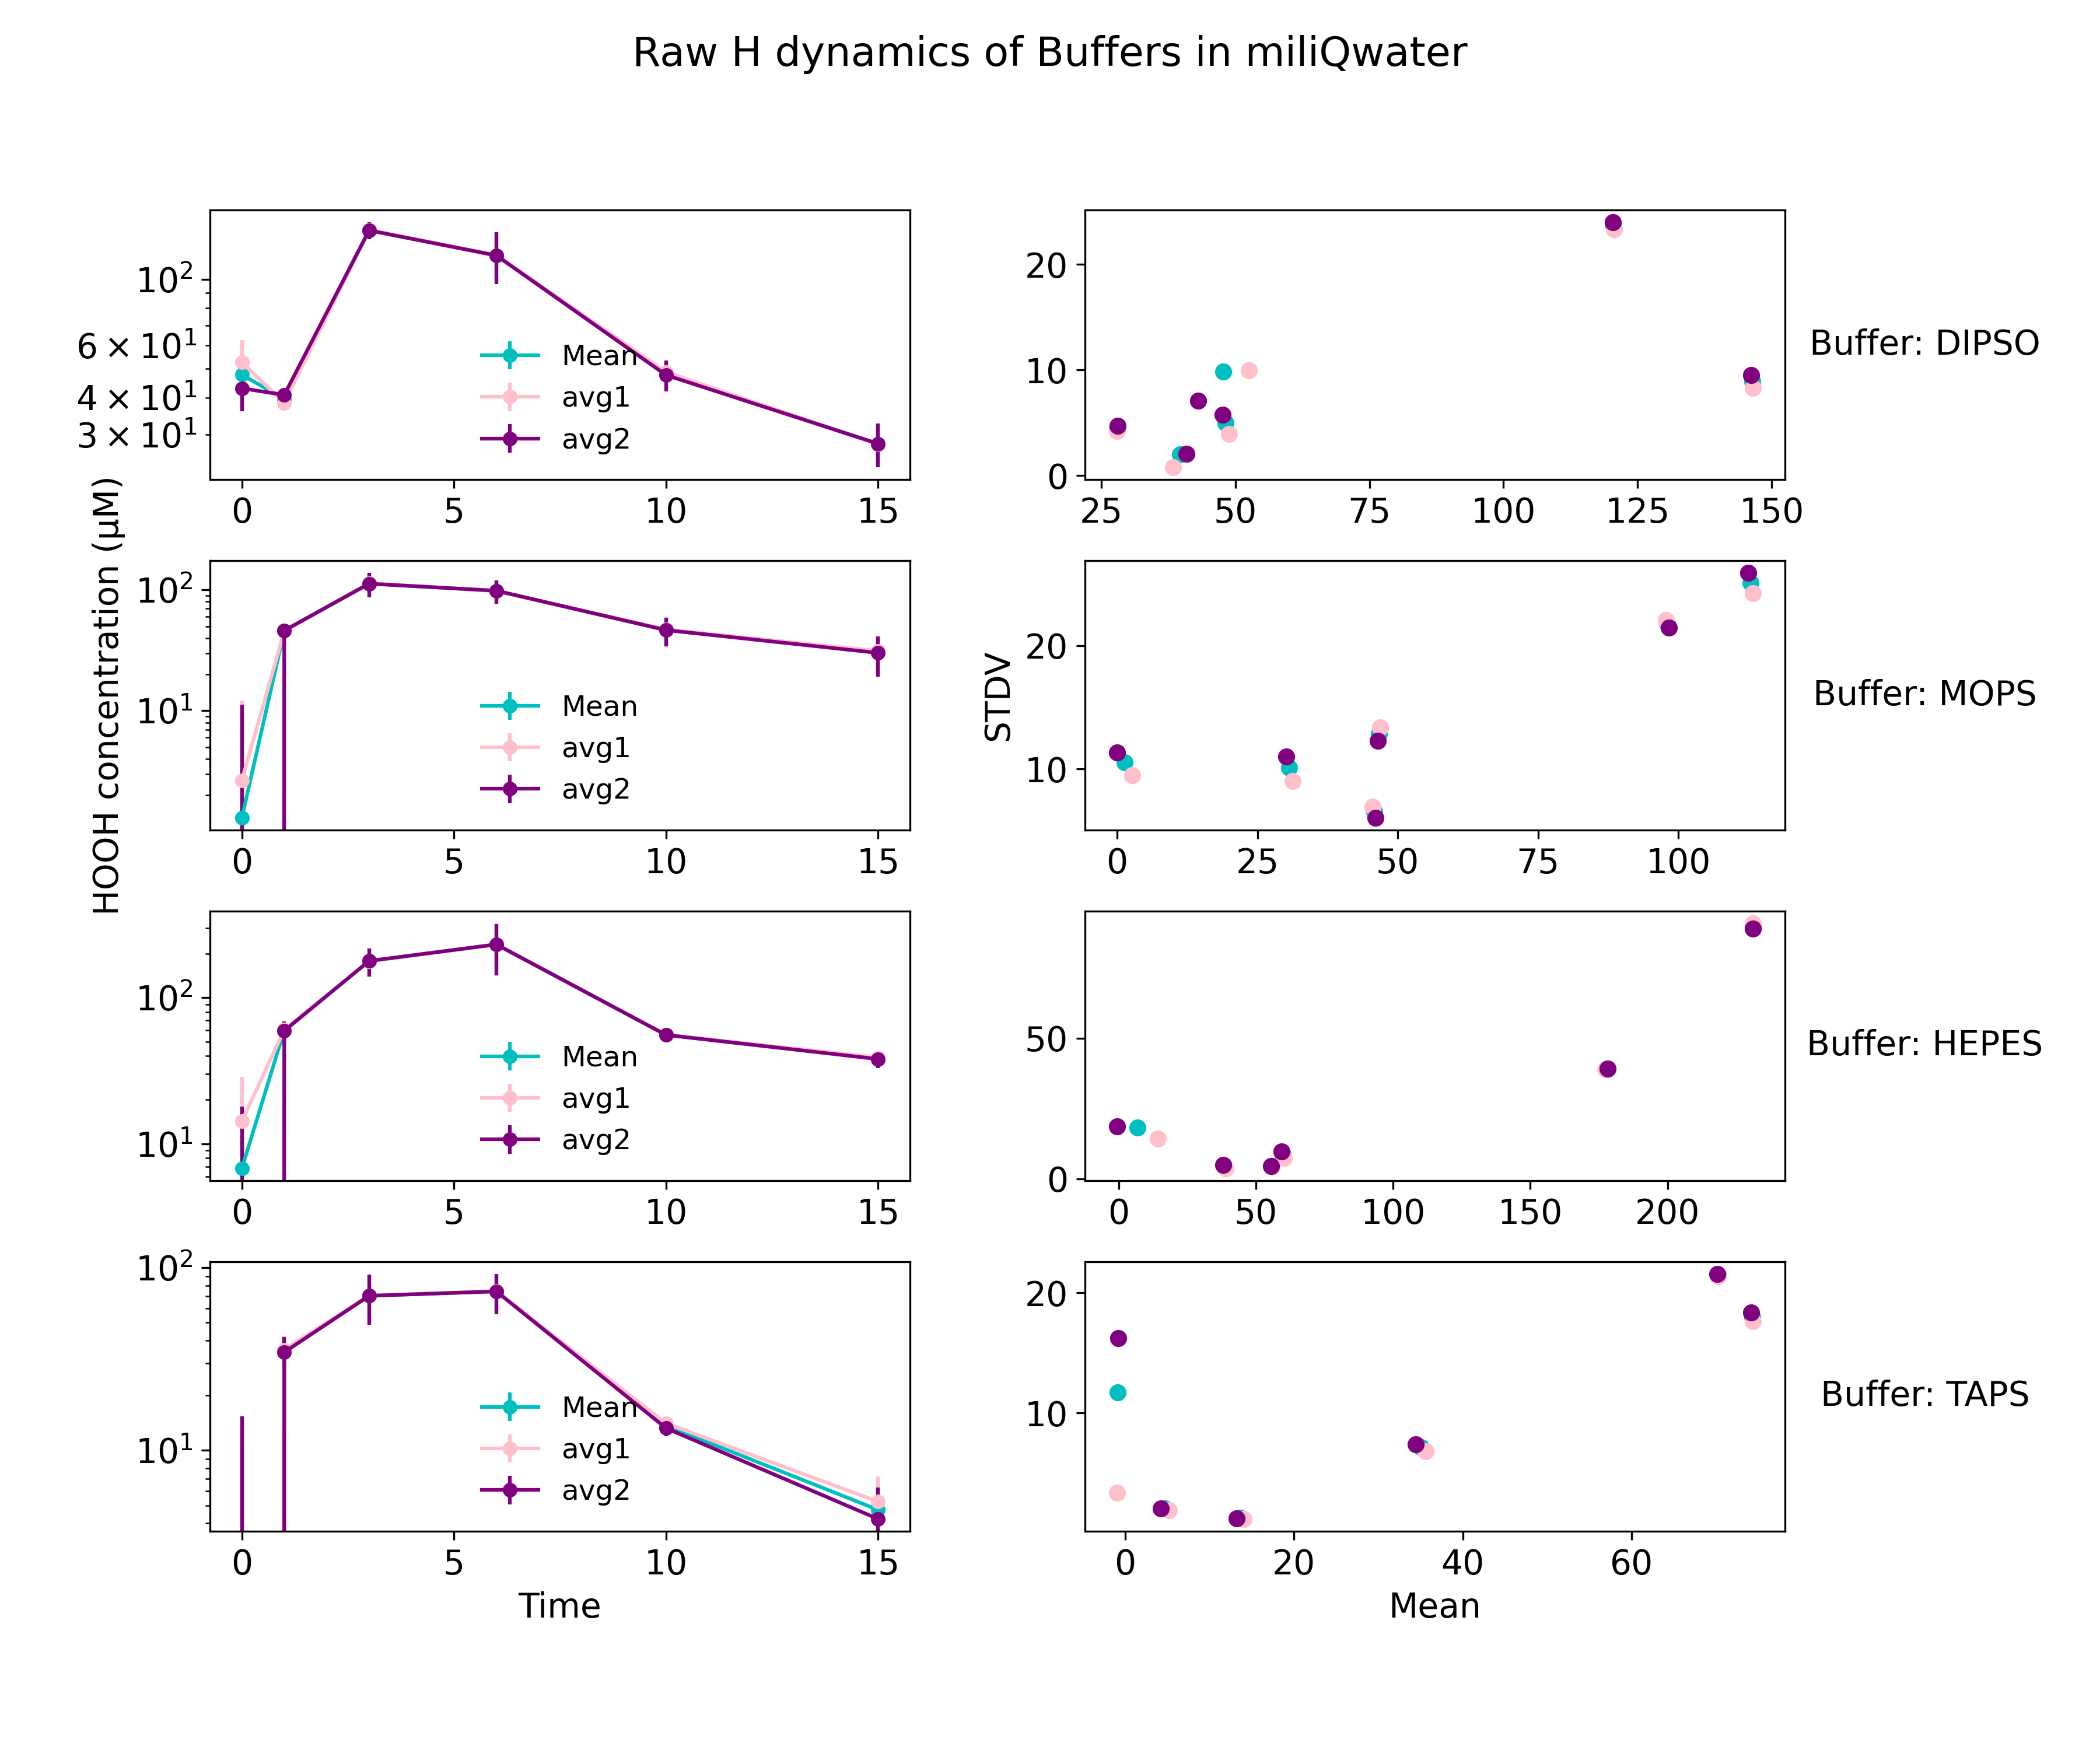 Raw H dynamics of Buffers in miliQwater
10²
6 × 10¹
4 × 10¹
3 × 10¹
0 5 10 15
Mean
avg1
avg2
20
10
0
25 50 75 100 125 150
Buffer: DIPSO
HOOH concentration (μM)
10²
10¹
0 5 10 15
Mean
avg1
avg2
STDV
20
10
0 25 50 75 100
Buffer: MOPS
10²
10¹
0 5 10 15
Mean
avg1
avg2
50
0
0 50 100 150 200
Buffer: HEPES
10²
10¹
0 5 10 15
Mean
avg1
avg2
Time
20
10
0 20 40 60
Mean
Buffer: TAPS